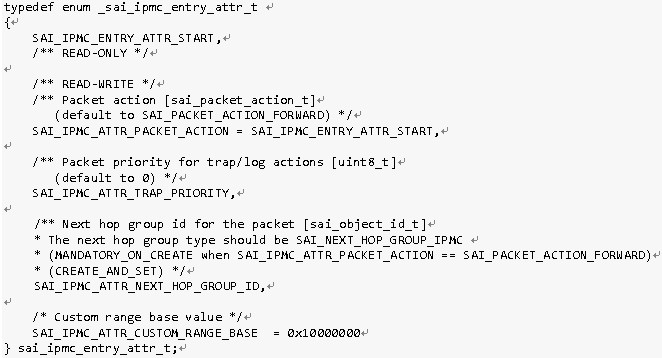 typedef enum _sai_ipmc_entry_attr_t
{
SAI_IPMC_ENTRY_ATTR_START,
/** READ-ONLY */
/** READ-WRITE */
/** Packet action [sai_packet_action_t]
(default to SAI_PACKET_ACTION_FORWARD) */
SAI_IPMC_ATTR_PACKET_ACTION = SAI_IPMC_ENTRY_ATTR_START,
/** Packet priority for trap/log actions [uint8_t]
(default to 0) */
SAI_IPMC_ATTR_TRAP_PRIORITY,
/** Next hop group id for the packet [sai_object_id_t]
* The next hop group type should be SAI_NEXT_HOP_GROUP_IPMC
* (MANDATORY_ON_CREATE when SAI_IPMC_ATTR_PACKET_ACTION == SAI_PACKET_ACTION_FORWARD)
* (CREATE_AND_SET) */
SAI_IPMC_ATTR_NEXT_HOP_GROUP_ID,
/* Custom range base value */
SAI_IPMC_ATTR_CUSTOM_RANGE_BASE  = 0x10000000
} sai_ipmc_entry_attr_t;